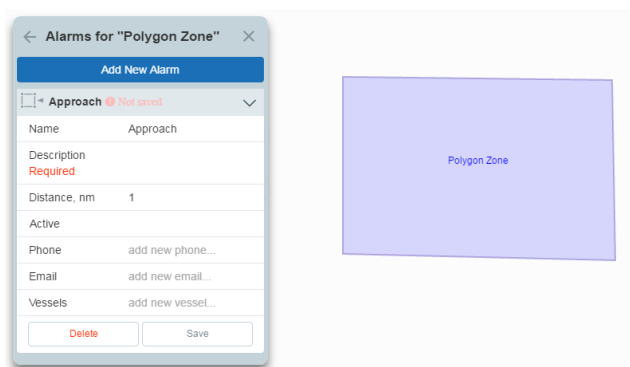 Alarms for "Polygon Zone"
Add New Alarm
Approach Not saved
Name Approach
Description
Required
Distance, nm 1
Active
Phone add new phone...
Email add new email...
Vessels add new vessel...
Delete Save
Polygon Zone